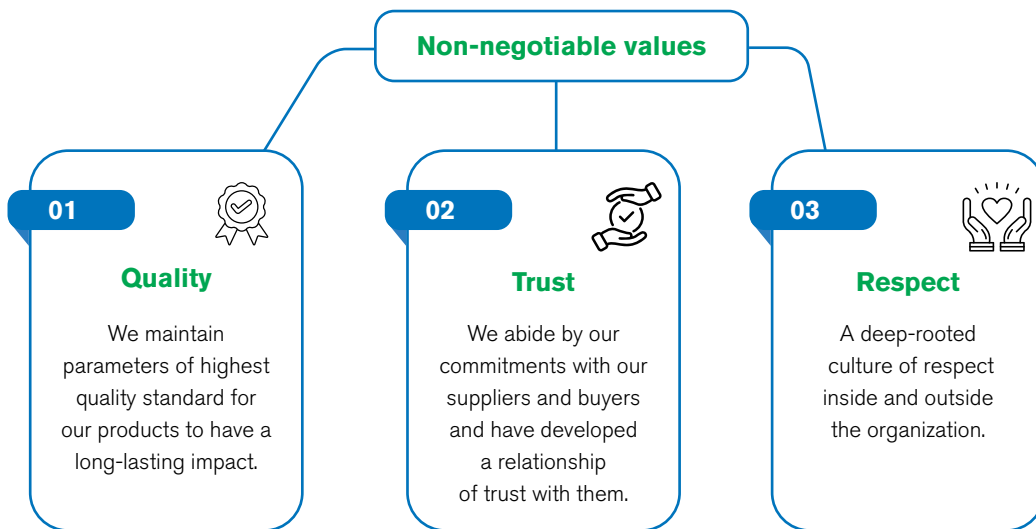 Non-negotiable values
01
Quality
We maintain
parameters of highest
quality standard for
our products to have a
long-lasting impact.
02
Trust
We abide by our
commitments with our
suppliers and buyers
and have developed
a relationship
of trust with them.
03
Respect
A deep-rooted
culture of respect
inside and outside
the organization.